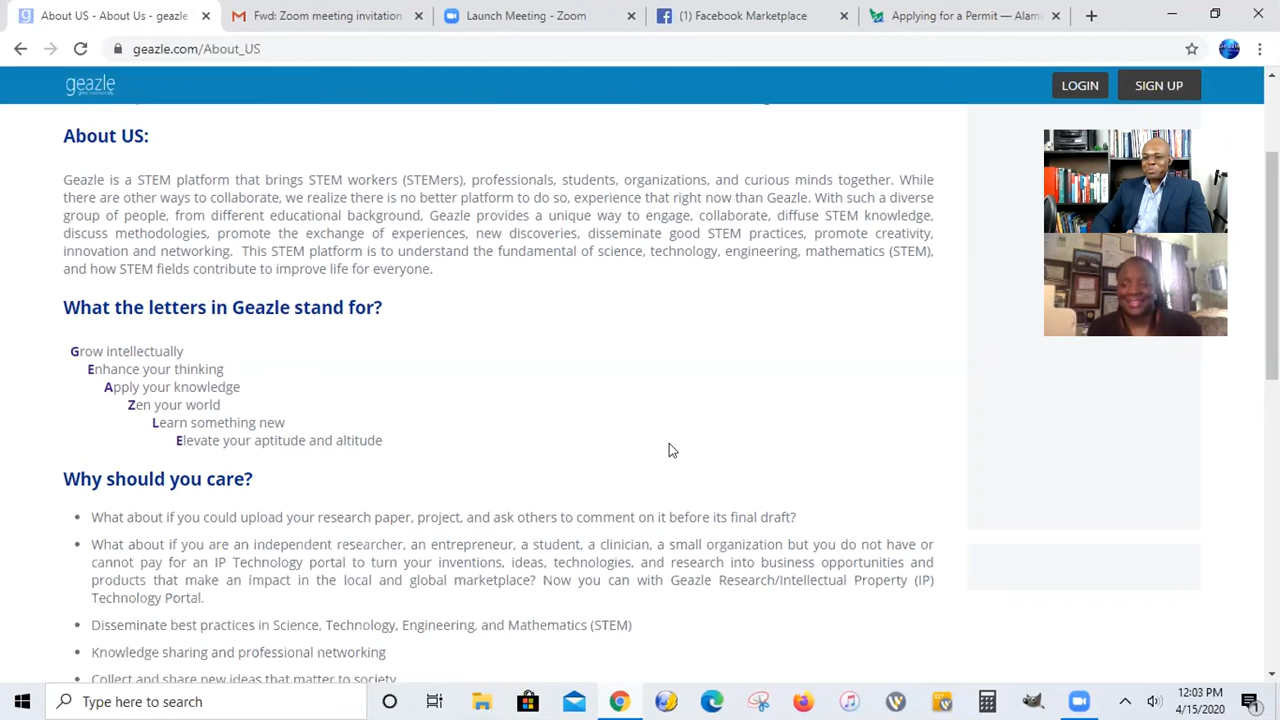 About US - About Us - geazle
Fwd: Zoom meeting invitation
Launch Meeting - Zoom
(1) Facebook Marketplace
Applying for a Permit — Alam
geazle.com/About_US
geazle
LOGIN
SIGN UP
About US:
Geazle is a STEM platform that brings STEM workers (STEMers), professionals, students, organizations, and curious minds together. While
there are other ways to collaborate, we realize there is no better platform to do so, experience that right now than Geazle. With such a diverse
group of people, from different educational background, Geazle provides a unique way to engage, collaborate, diffuse STEM knowledge,
discuss methodologies, promote the exchange of experiences, new discoveries, disseminate good STEM practices, promote creativity,
innovation and networking. This STEM platform is to understand the fundamental of science, technology, engineering, mathematics (STEM),
and how STEM fields contribute to improve life for everyone.
What the letters in Geazle stand for?
Grow intellectually
Enhance your thinking
Apply your knowledge
Zen your world
Learn something new
Elevate your aptitude and altitude
Why should you care?
• What about if you could upload your research paper, project, and ask others to comment on it before its final draft?
• What about if you are an independent researcher, an entrepreneur, a student, a clinician, a small organization but you do not have or
cannot pay for an IP Technology portal to turn your inventions, ideas, technologies, and research into business opportunities and
products that make an impact in the local and global marketplace? Now you can with Geazle Research/Intellectual Property (IP)
Technology Portal.
• Disseminate best practices in Science, Technology, Engineering, and Mathematics (STEM)
• Knowledge sharing and professional networking
• Collect and share new ideas that matter to society
Type here to search
12:03 PM
4/15/2020